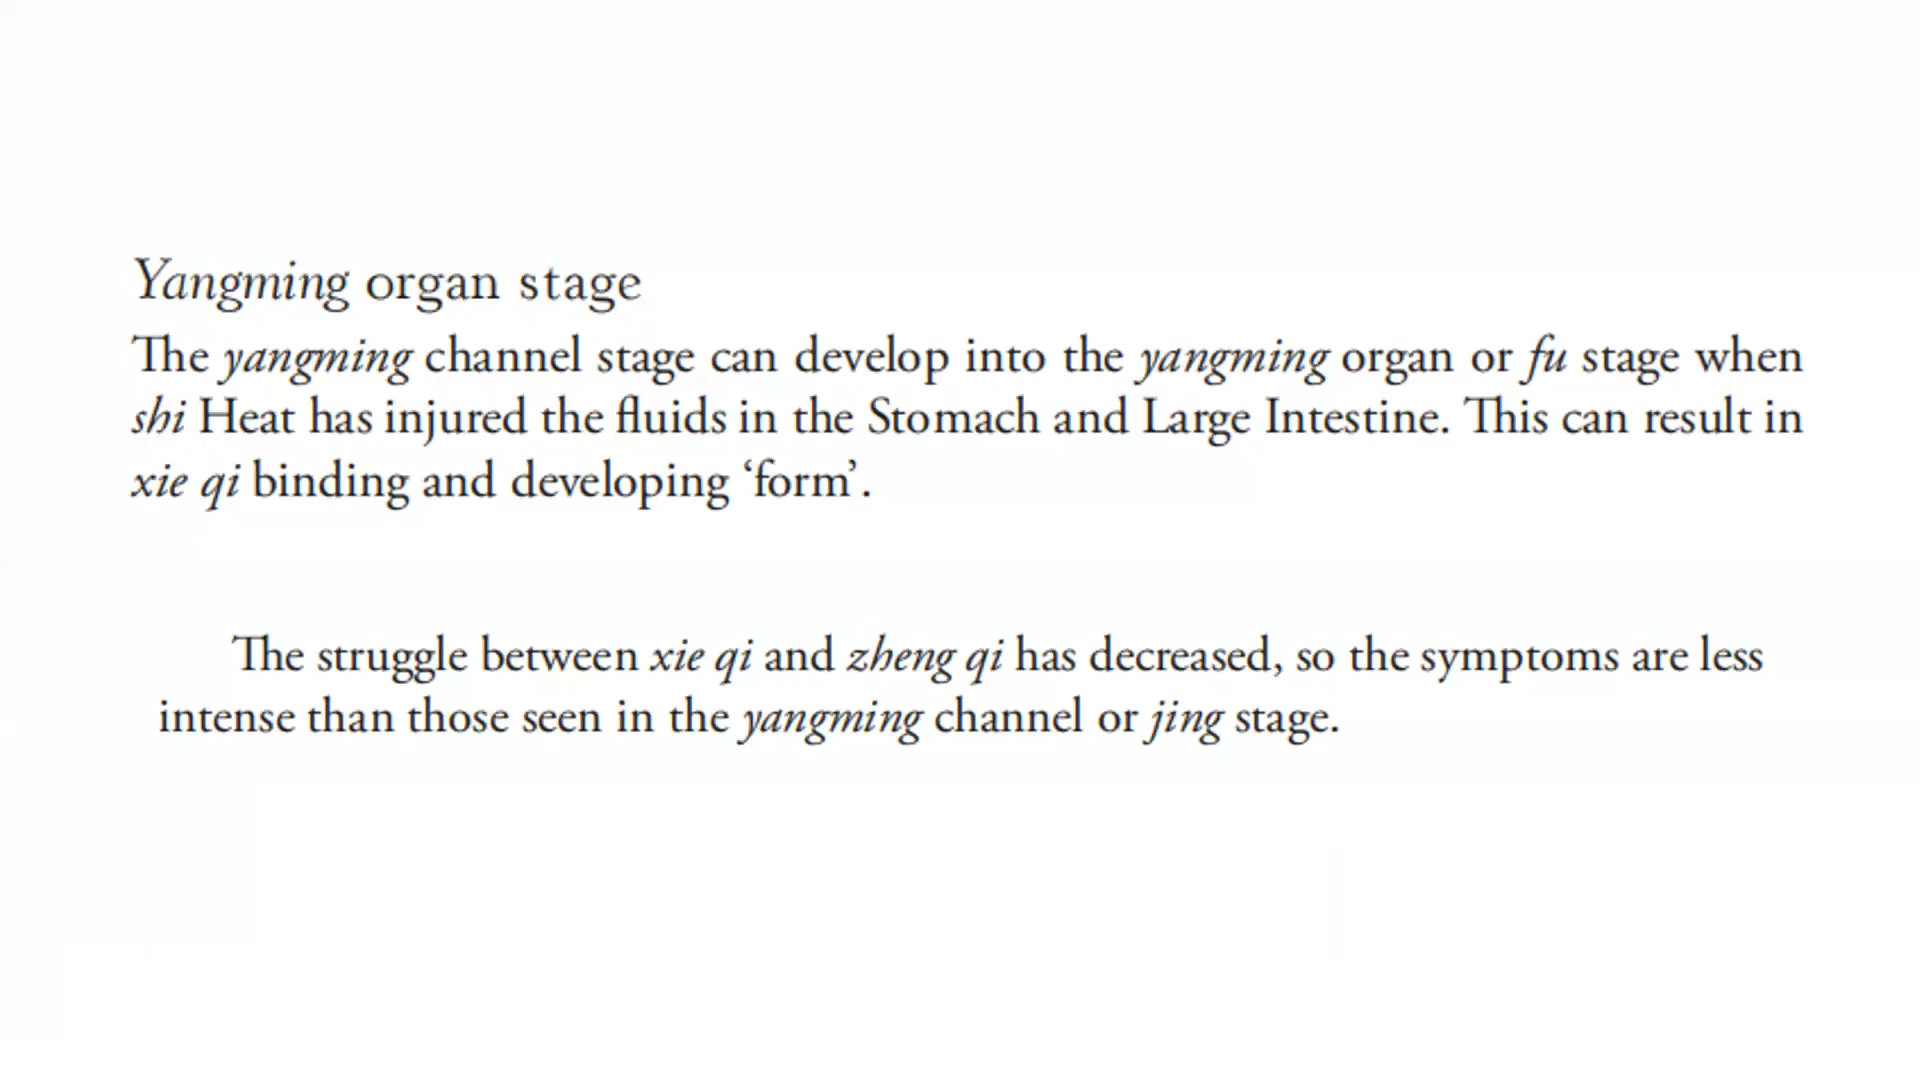 Yangming organ stage
The yangming channel stage can develop into the yangming organ or fu stage when
shi Heat has injured the fluids in the Stomach and Large Intestine. This can result in
xie qi binding and developing ‘form’.
The struggle between xie qi and zheng qi has decreased, so the symptoms are less
intense than those seen in the yangming channel or jing stage.